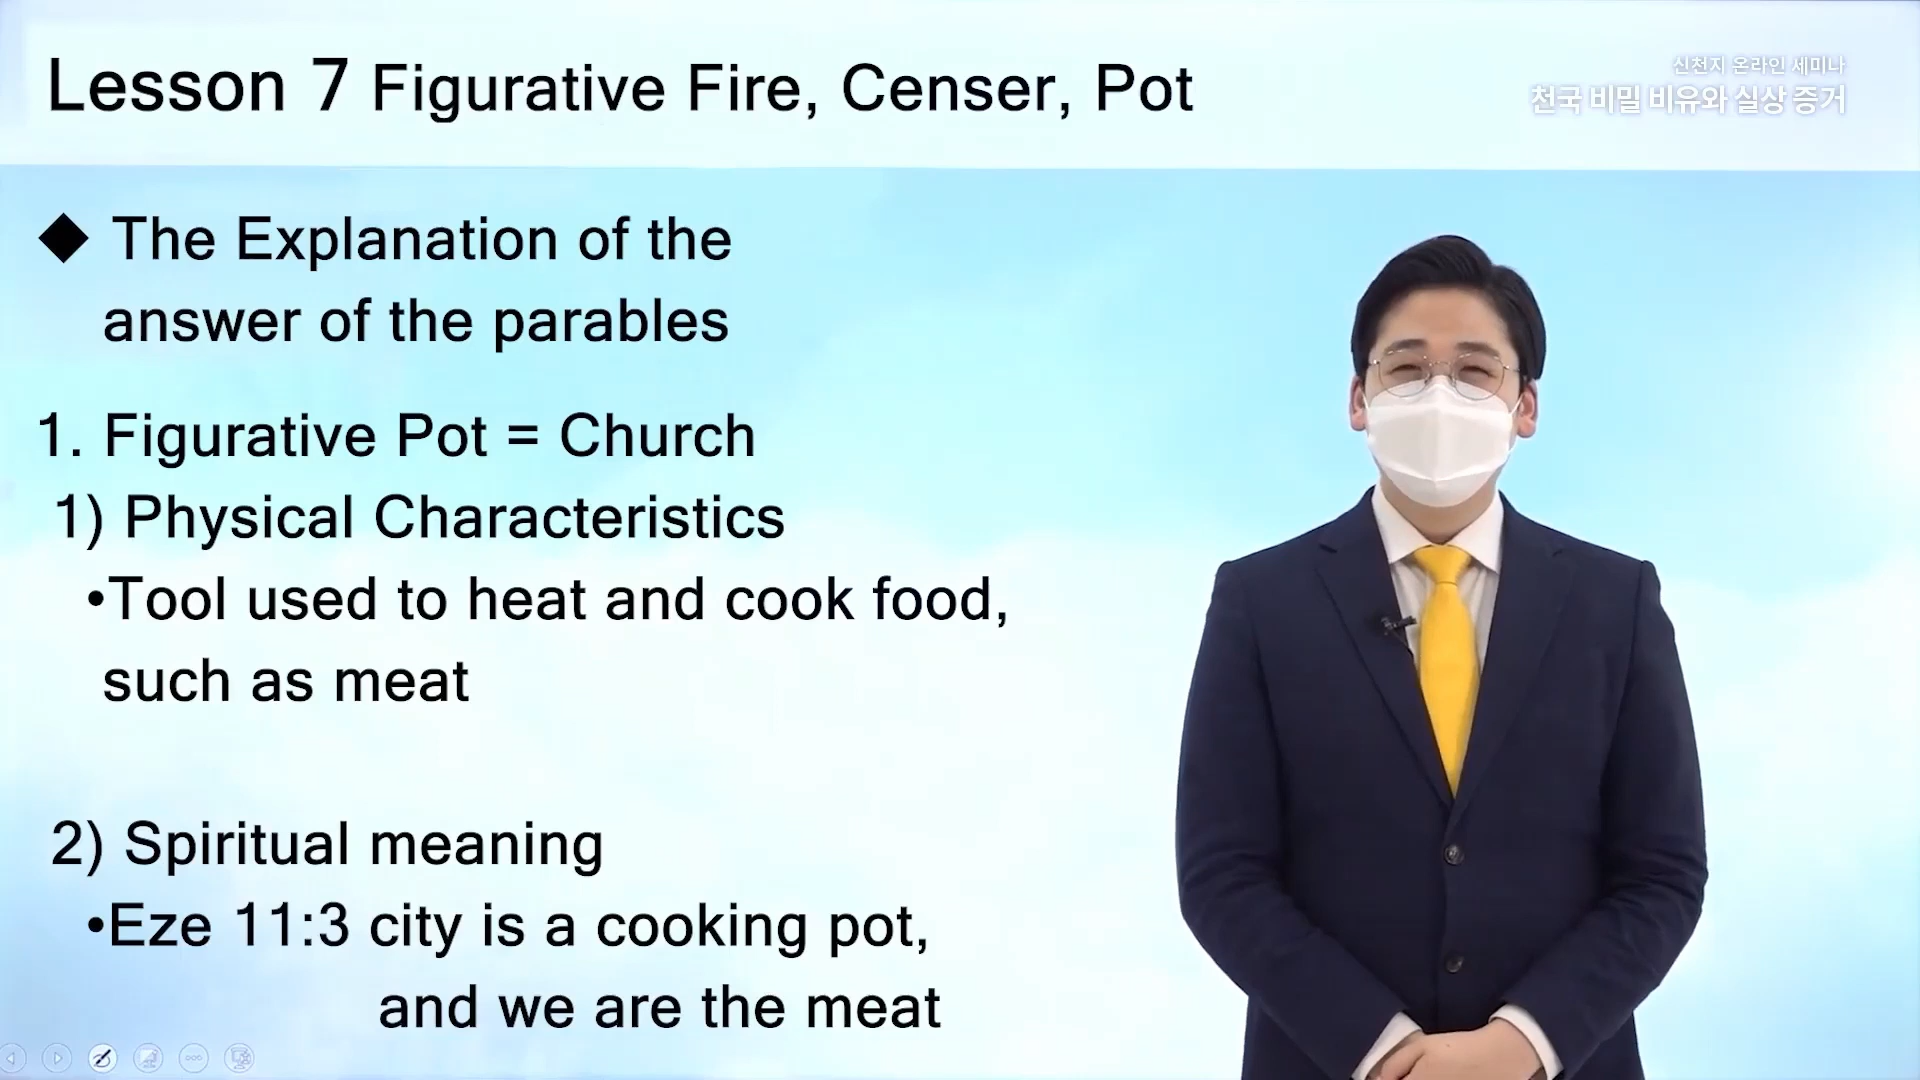 Lesson 7 Figurative Fire, Censer, Pot
신천지 온라인 세미나
천국 비밀 비유와 실상 증거
◆ The Explanation of the
answer of the parables
1. Figurative Pot = Church
1) Physical Characteristics
•Tool used to heat and cook food,
such as meat
2) Spiritual meaning
•Eze 11:3 city is a cooking pot,
and we are the meat